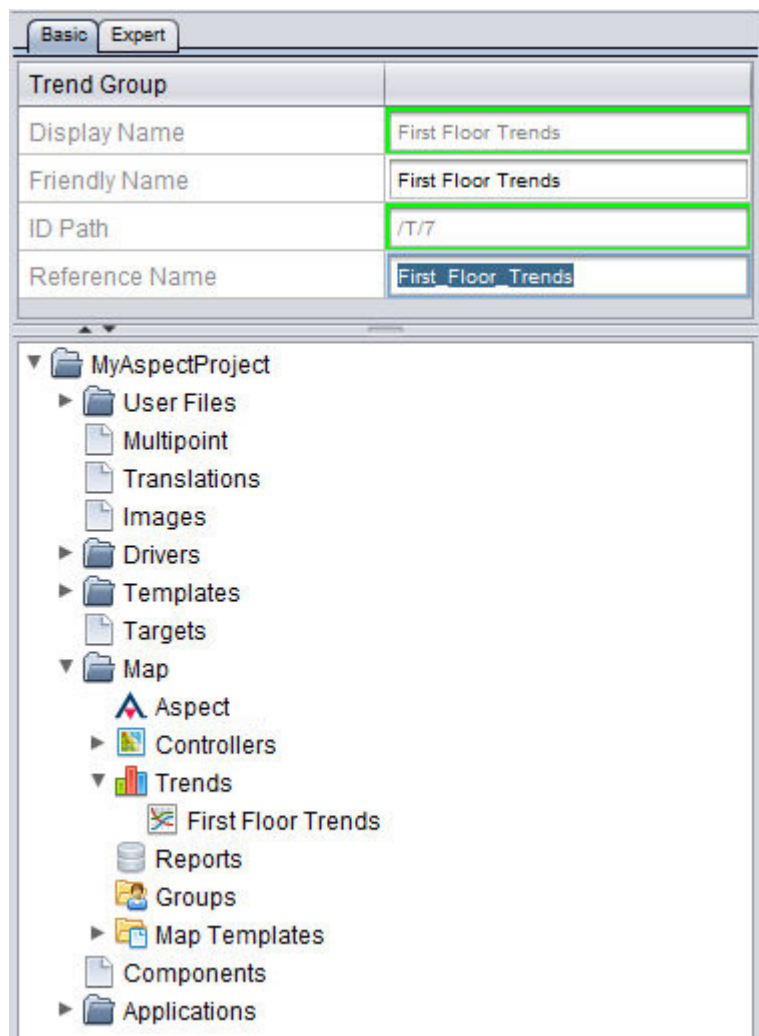 Basic Expert
Trend Group
Display Name First Floor Trends
Friendly Name First Floor Trends
ID Path /T/7
Reference Name First_Floor_Trends
MyAspectProject
User Files
Multipoint
Translations
Images
Drivers
Templates
Targets
Map
Aspect
Controllers
Trends
First Floor Trends
Reports
Groups
Map Templates
Components
Applications